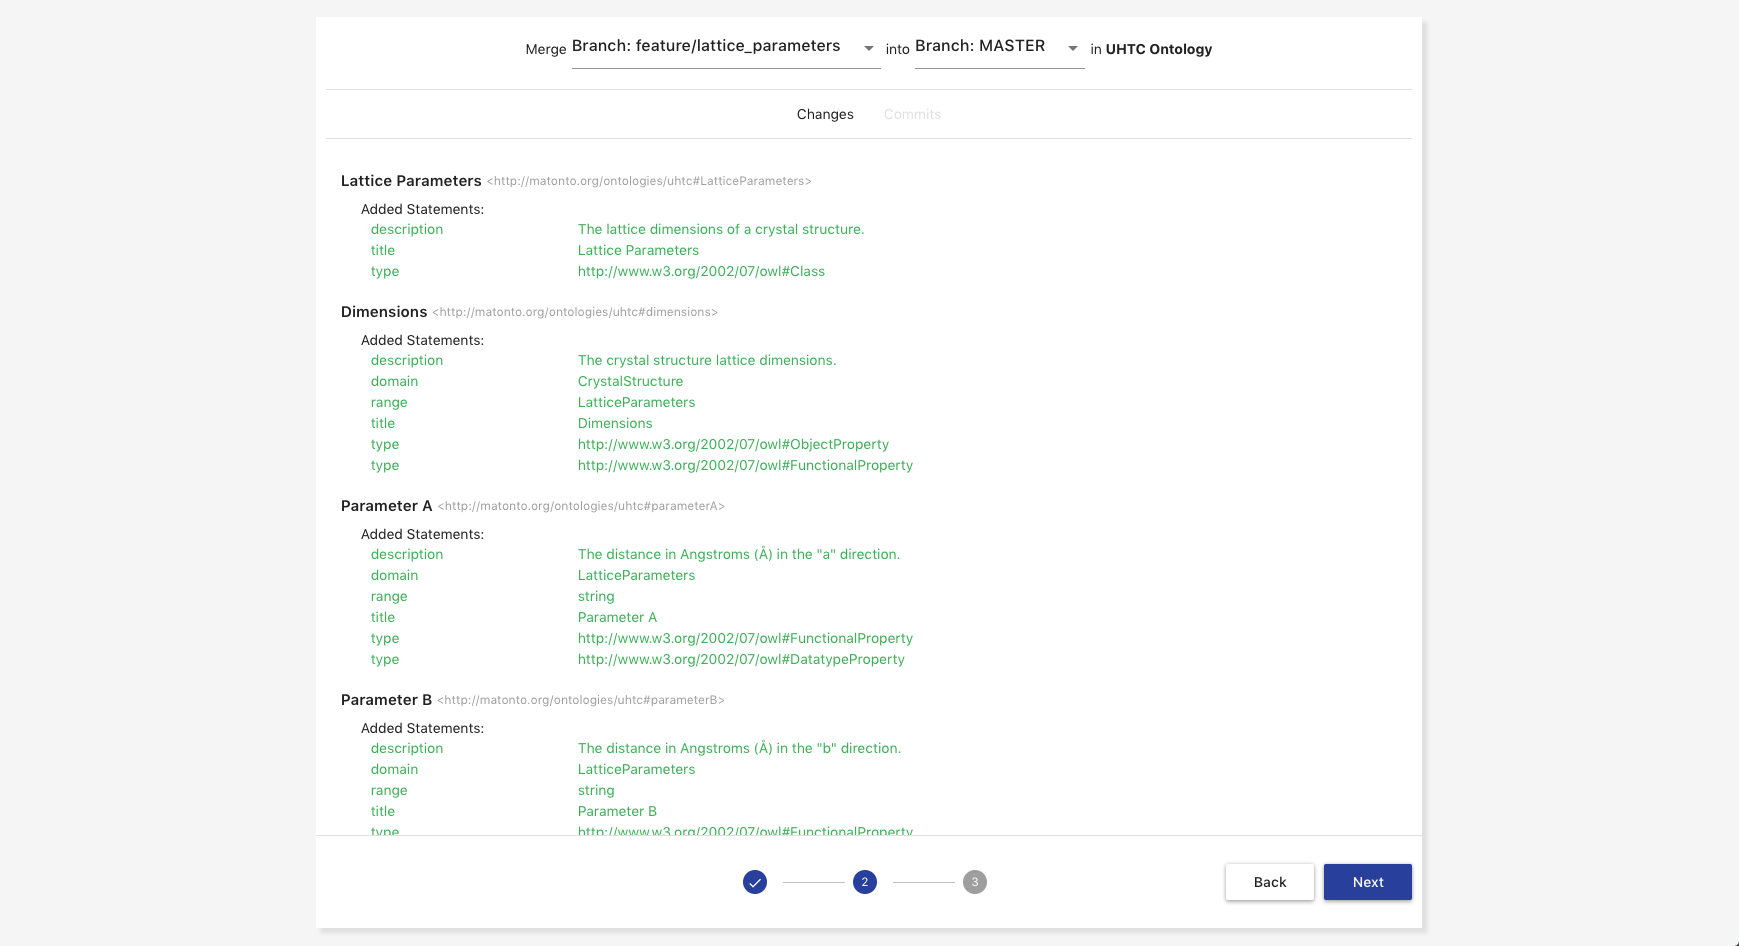 Merge Branch: feature/lattice_parameters into Branch: MASTER in UHTC Ontology
Changes Commits
Lattice Parameters <http://matonto.org/ontologies/uhtc#LatticeParameters>
Added Statements:
description The lattice dimensions of a crystal structure.
title Lattice Parameters
type http://www.w3.org/2002/07/owl#Class
Dimensions <http://matonto.org/ontologies/uhtc#dimensions>
Added Statements:
description The crystal structure lattice dimensions.
domain CrystalStructure
range LatticeParameters
title Dimensions
type http://www.w3.org/2002/07/owl#ObjectProperty
type http://www.w3.org/2002/07/owl#FunctionalProperty
Parameter A <http://matonto.org/ontologies/uhtc#parameterA>
Added Statements:
description The distance in Angstroms (Å) in the "a" direction.
domain LatticeParameters
range string
title Parameter A
type http://www.w3.org/2002/07/owl#FunctionalProperty
type http://www.w3.org/2002/07/owl#DatatypeProperty
Parameter B <http://matonto.org/ontologies/uhtc#parameterB>
Added Statements:
description The distance in Angstroms (Å) in the "b" direction.
domain LatticeParameters
range string
title Parameter B
type http://www.w3.org/2002/07/owl#FunctionalProperty
2 3 Back Next